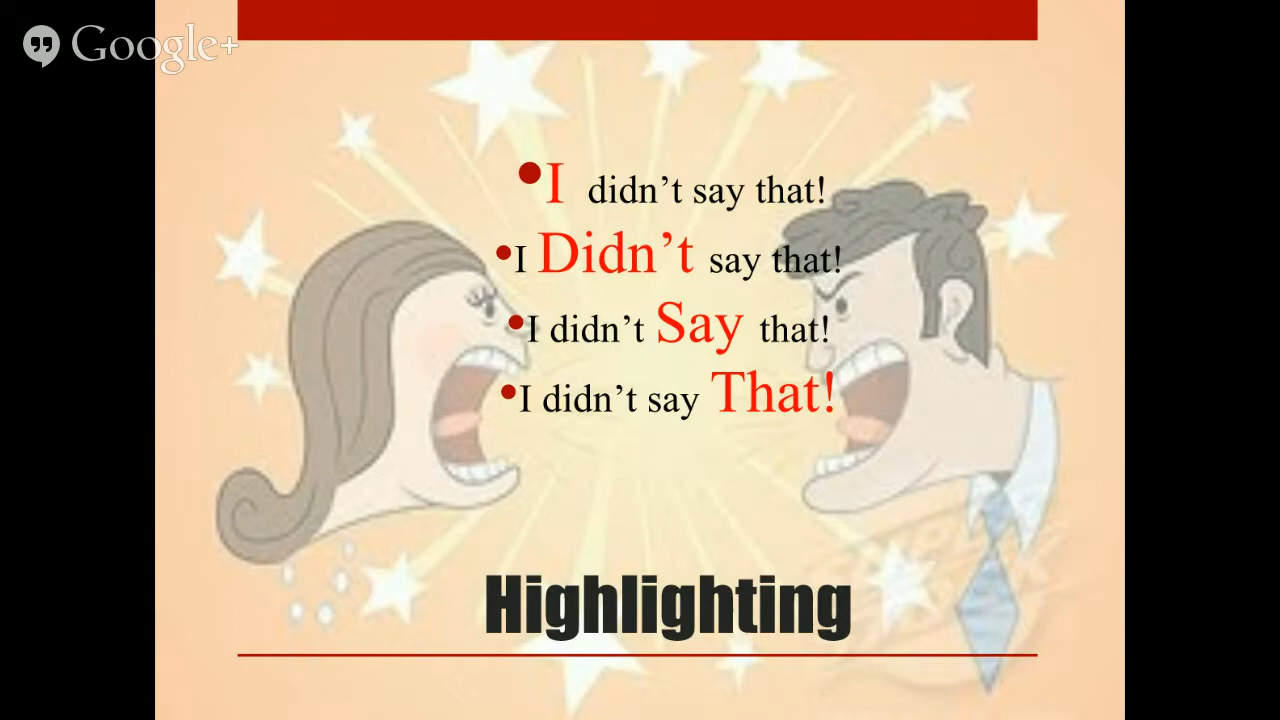 Google+
•I didn't say that!
•I Didn't say that!
•I didn't Say that!
•I didn't say That!
Highlighting